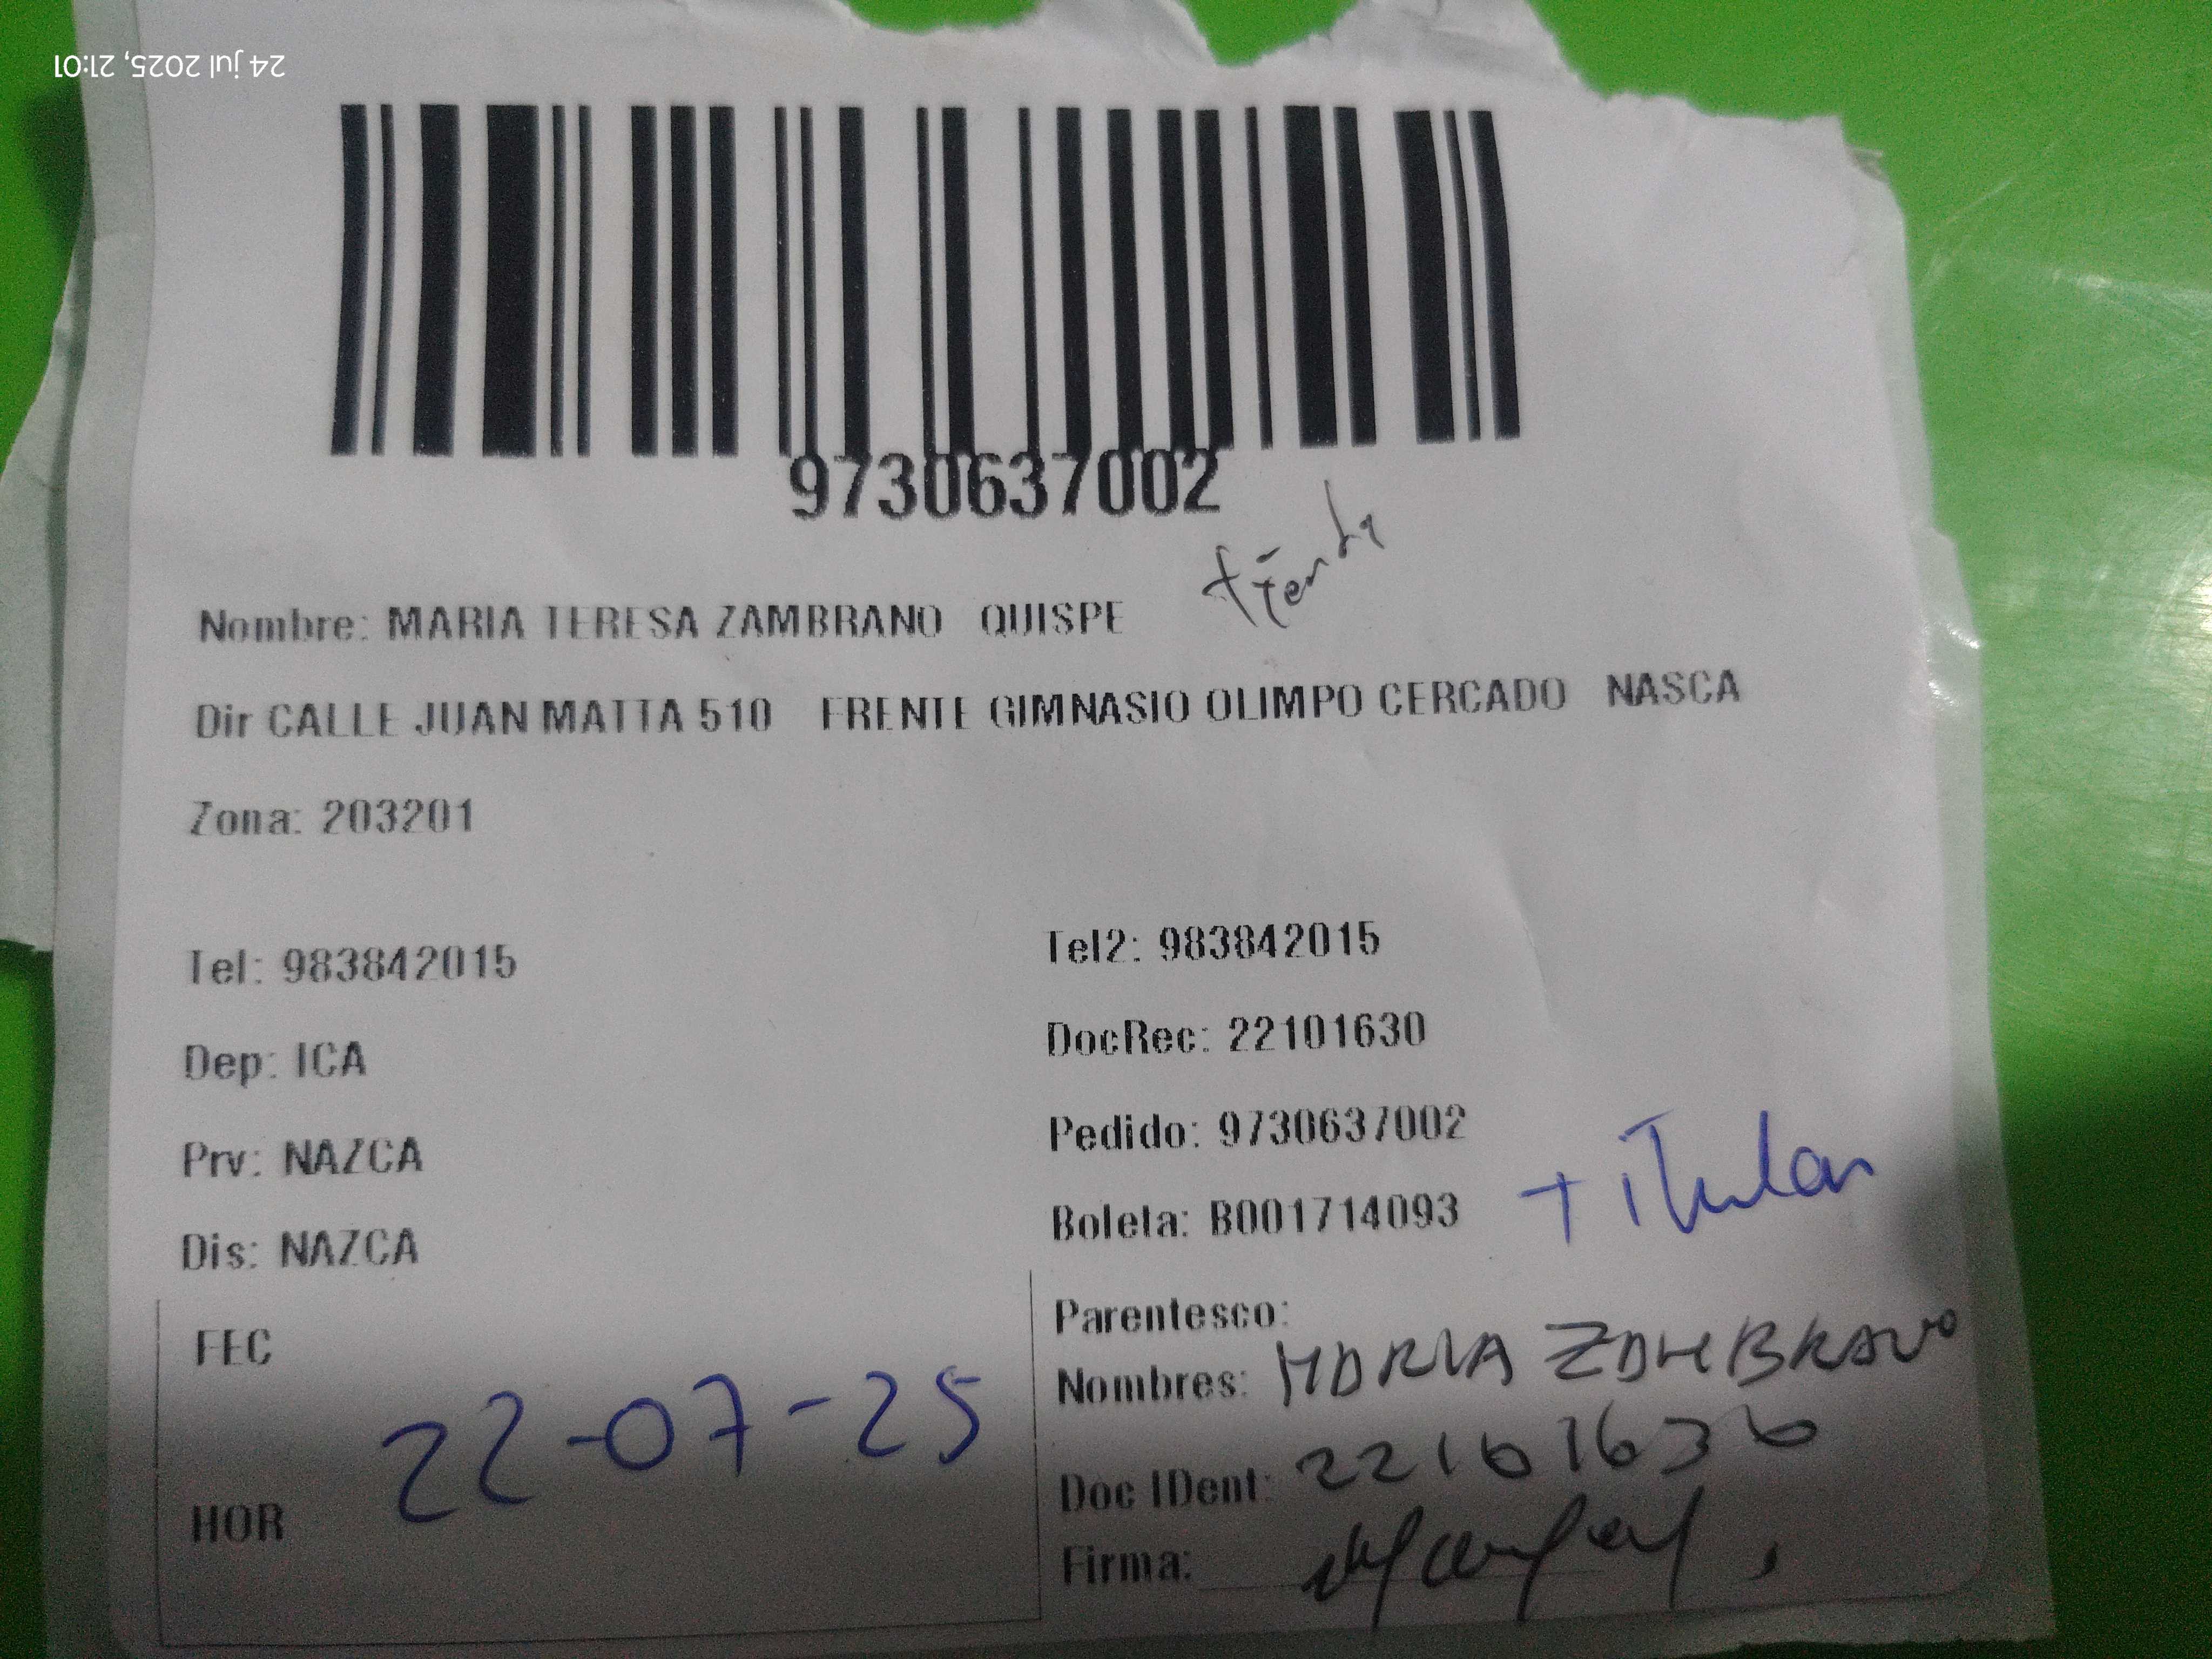 24 jul 2025, 21:01
9730637002
tienda
Nombre: MARIA TERESA ZAMBRANO QUISPE
Dir CALLE JUAN MATTA 510 FRENTE GIMNASIO OLIMPO CERCADO NASCA
Zona: 203201
Tel: 983842015
Tel2: 983842015
Dep: ICA
DocRec: 22101630
Prv: NAZCA
Pedido: 9730637002
Dis: NAZCA
Boleta: B001714093
+ Titular
FEC
22-07-25
HOR
Parentesco:
Nombres: MARIA ZAMBRANO
Doc IDent: 22101630
Firma: